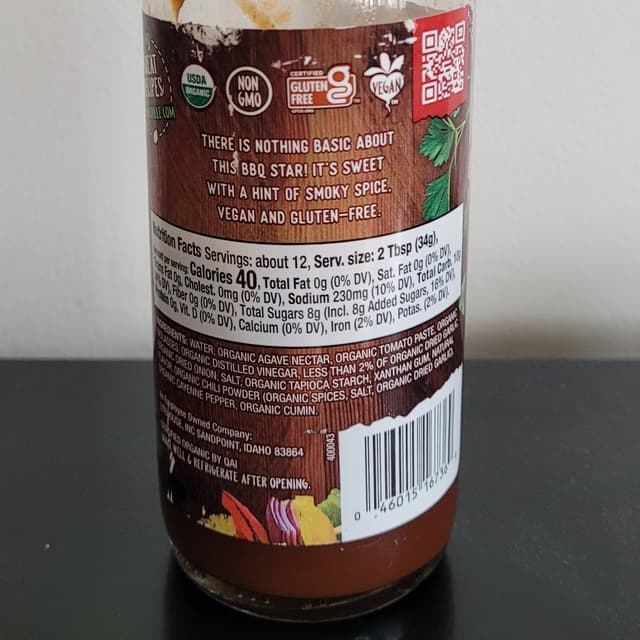 USDA
ORGANIC
NON
GMO
CERTIFIED
GLUTEN
FREE
VEGAN
THERE IS NOTHING BASIC ABOUT
THIS BBQ STAR! IT'S SWEET
WITH A HINT OF SMOKY SPICE.
VEGAN AND GLUTEN-FREE.
Facts Servings: about 12, Serv. size: 2 Tbsp (34g),
per serving: Calories 40, Total Fat 0g (0% DV), Sat. Fat 0g (0% DV),
Fat 0g, Cholest. 0mg (0% DV), Sodium 230mg (10% DV), Total Carb.
Fiber 0g (0% DV), Total Sugars 8g (Incl. 8g Added Sugars, 16% DV),
0g, Vit. D (0% DV), Calcium (0% DV), Iron (2% DV), Potas. (2% DV).
WATER, ORGANIC AGAVE NECTAR, ORGANIC TOMATO PASTE, ORGANIC
ORGANIC DISTILLED VINEGAR, LESS THAN 2% OF ORGANIC DRIED GARLIC,
DRIED ONION, SALT, ORGANIC TAPIOCA STARCH, XANTHAN GUM,
ORGANIC CHILI POWDER (ORGANIC SPICES, SALT, ORGANIC DRIED GARLIC),
CAYENNE PEPPER, ORGANIC CUMIN.
Owned Company:
INC SANDPOINT, IDAHO 83864
ORGANIC BY QAI
WELL & REFRIGERATE AFTER OPENING.
400043
0 46015 16736